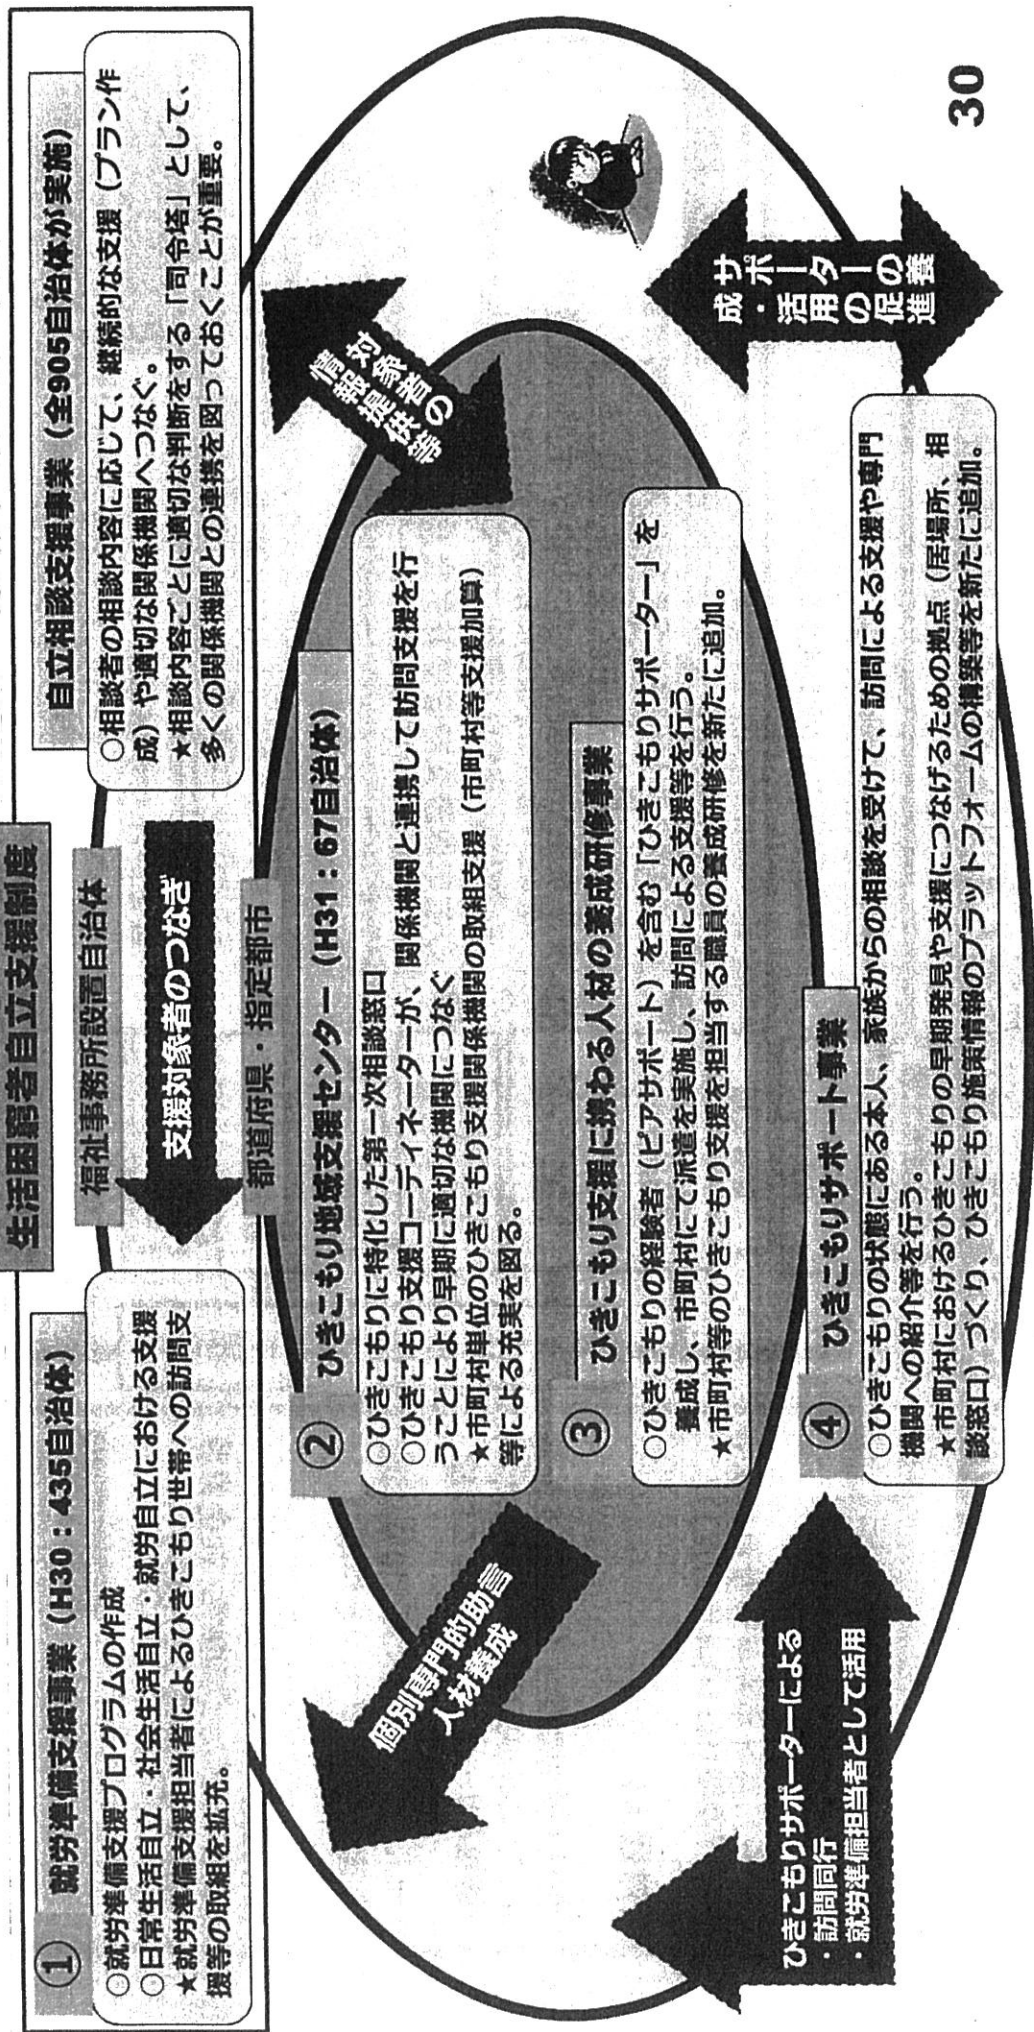 生活困窮者自立支援制度
福祉事務所設置自治体
① 就労準備支援事業（H30：435自治体）
○就労準備支援プログラムの作成
○日常生活自立・社会生活自立・就労自立における支援
★就労準備支援担当者によるひきこもり世帯への訪問支
援等の取組を拡充。
支援対象者のつなぎ
自立相談支援事業（全905自治体が実施）
○相談者の相談内容に応じて、継続的な支援（プラン作
成）や適切な関係機関へつなぐ。
★相談内容ごとに適切な判断をする「司令塔」として、
多くの関係機関との連携を図っておくことが重要。
都道府県・指定都市
② ひきこもり地域支援センター（H31：67自治体）
○ひきこもりに特化した第一次相談窓口
○ひきこもり支援コーディネーターが、関係機関と連携して訪問支援を行
うことにより早期に適切な機関につなぐ
★市町村単位のひきこもり支援関係機関の取組支援（市町村等支援加算）
等による充実を図る。
個別専門的助言
人材養成
対象者の
情報提供等
③ ひきこもり支援に携わる人材の養成研修事業
○ひきこもりの経験者（ピアサポート）を含む「ひきこもりサポーター」を
養成し、市町村にて派遣を実施し、訪問による支援等を行う。
★市町村等のひきこもり支援を担当する職員の養成研修を新たに追加。
ひきこもりサポーターによる
・訪問同行
・就労準備担当者として活用
サポーターの養
成・活用の促進
④ ひきこもりサポート事業
○ひきこもりの状態にある本人、家族からの相談を受けて、訪問による支援や専門
機関への紹介等を行う。
★市町村におけるひきこもりの早期発見や支援につなげるための拠点（居場所、相
談窓口）づくり、ひきこもり施策情報のプラットフォームの構築等を新たに追加。
30